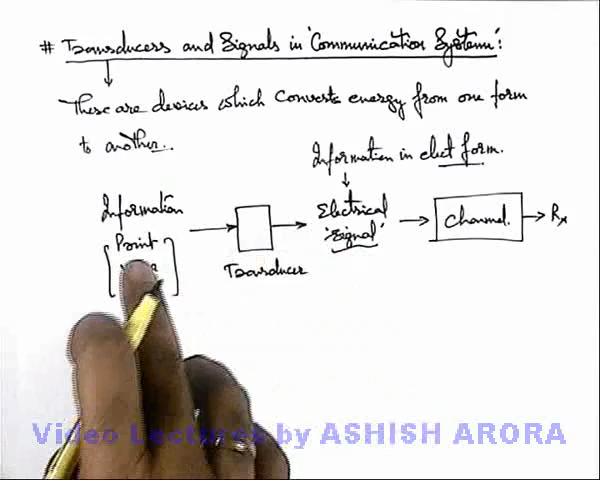 # Transducers and Signals in 'Communication System':
These are devices which converts energy from one form
to another..
Information in elect form.
Information
Electrical
'Signal'
Channel.
Rx
[Print
Transducer
Video Lectures by ASHISH ARORA